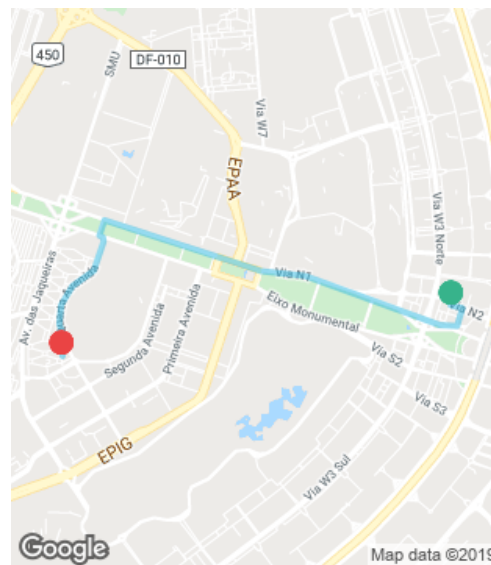 450
SMU
DF-010
Via W7
EPAA
Via W3 Norte
Via N1
Via N2
Av. das Jaqueiras
Eixo Monumental
Segunda Avenida
Primeira Avenida
Via S2
Via S3
EPIG
Via W3 Sul
Google
Map data ©2019